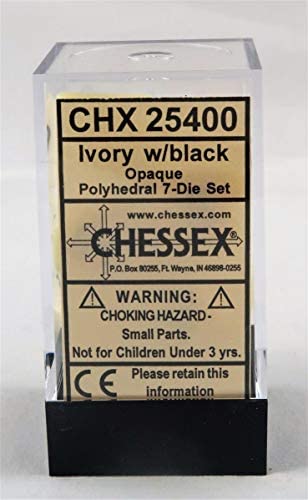 CHX 25400
Ivory w/black
Opaque
Polyhedral 7-Die Set
www.chessex.com
CHESSEX®
P.O. Box 80255, Ft. Wayne, IN 46898-0255
WARNING:
CHOKING HAZARD -
Small Parts.
Not for Children Under 3 yrs.
CE Please retain this
information